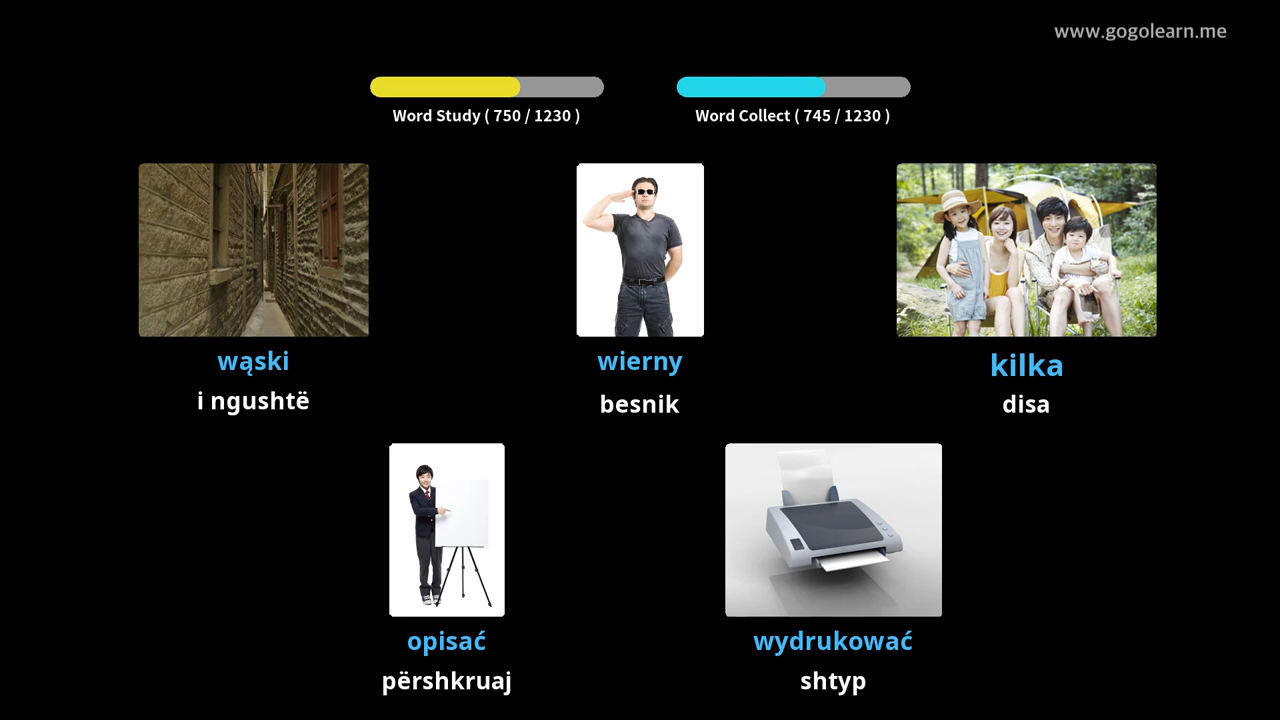 www.gogolearn.me
Word Study ( 750 / 1230 )
Word Collect ( 745 / 1230 )
wąski
i ngushtë
wierny
besnik
kilka
disa
opisać
përshkruaj
wydrukować
shtyp